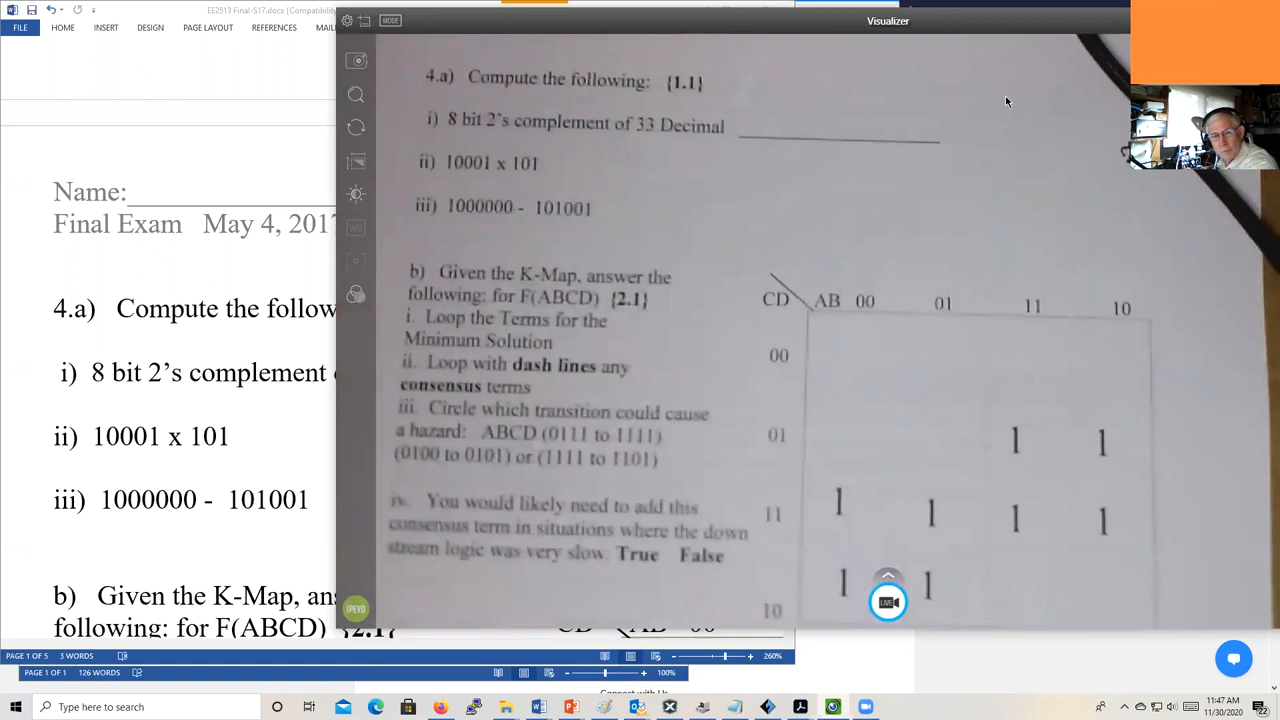 EE2513 Final-S17.docx [Compatibility
FILE HOME INSERT DESIGN PAGE LAYOUT REFERENCES MAIL
Name:
Final Exam May 4, 2017
4.a) Compute the follow
i) 8 bit 2's complement
ii) 10001 x 101
iii) 1000000 - 101001
b) Given the K-Map, an
following: for F(ABCD) {2.1}
CD AB 00
PAGE 1 OF 5 3 WORDS 260%
PAGE 1 OF 1 126 WORDS 100%
Connect with Us
MODE
Visualizer
WB
4.a) Compute the following: {1.1}
i) 8 bit 2's complement of 33 Decimal
ii) 10001 x 101
iii) 1000000 - 101001
b) Given the K-Map, answer the
following: for F(ABCD) {2.1}
i. Loop the Terms for the
Minimum Solution
ii. Loop with dash lines any
consensus terms
iii. Circle which transition could cause
a hazard: ABCD (0111 to 1111)
(0100 to 0101) or (1111 to 1101)
iv. You would likely need to add this
consensus term in situations where the down
stream logic was very slow. True False
CD AB 00 01 11 10
00
01 1 1
11 1 1 1 1
10 1 1
IPEVO
LIVE
Type here to search
11:47 AM
11/30/2020
22